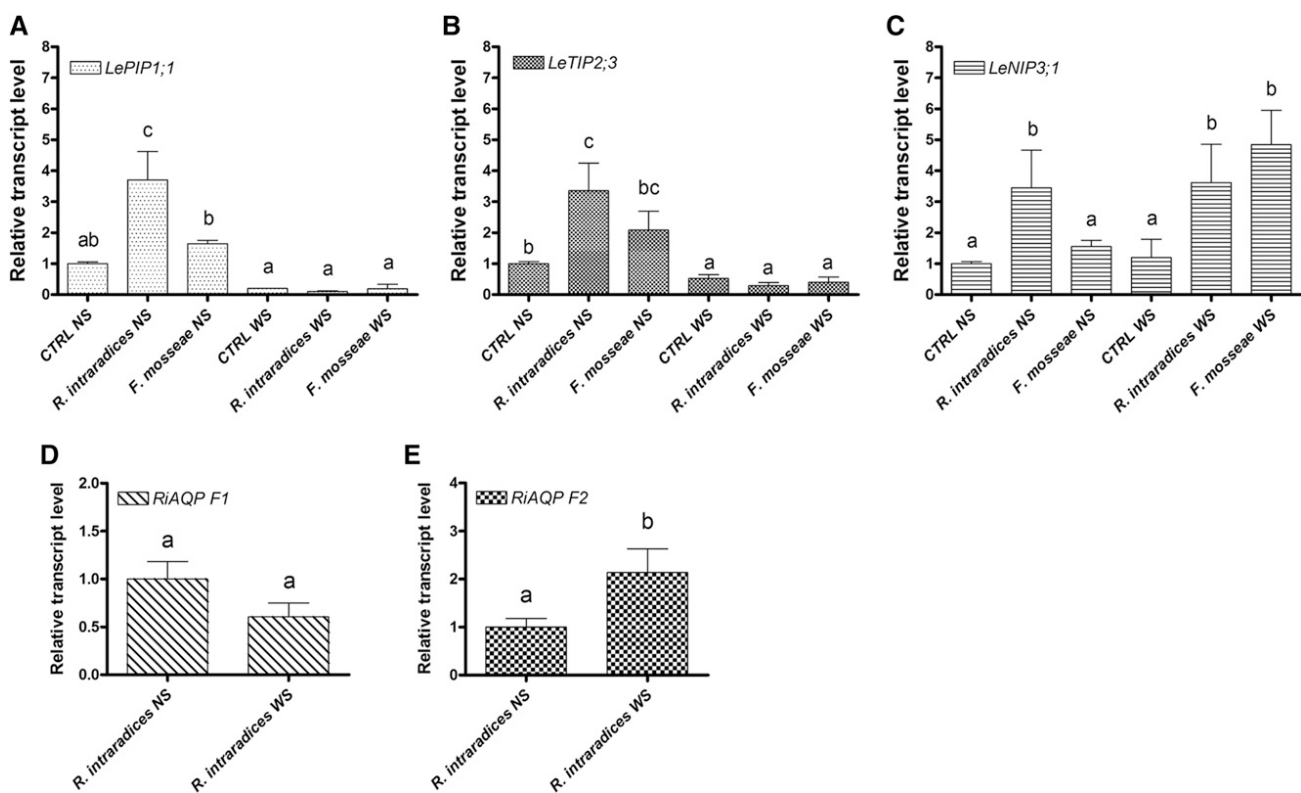 A
Relative transcript level
8
7
6
5
4
3
2
1
0
LePIP1;1
ab
c
b
a
a
a
CTRL NS
R. intraradices NS
F. mosseae NS
CTRL WS
R. intraradices WS
F. mosseae WS
B
Relative transcript level
8
7
6
5
4
3
2
1
0
LeTIP2;3
b
c
bc
a
a
a
CTRL NS
R. intraradices NS
F. mosseae NS
CTRL WS
R. intraradices WS
F. mosseae WS
C
Relative transcript level
8
7
6
5
4
3
2
1
0
LeNIP3;1
a
b
a
a
b
b
CTRL NS
R. intraradices NS
F. mosseae NS
CTRL WS
R. intraradices WS
F. mosseae WS
D
Relative transcript level
2.0
1.5
1.0
0.5
0.0
RiAQP F1
a
a
R. intraradices NS
R. intraradices WS
E
Relative transcript level
4
3
2
1
0
RiAQP F2
a
b
R. intraradices NS
R. intraradices WS